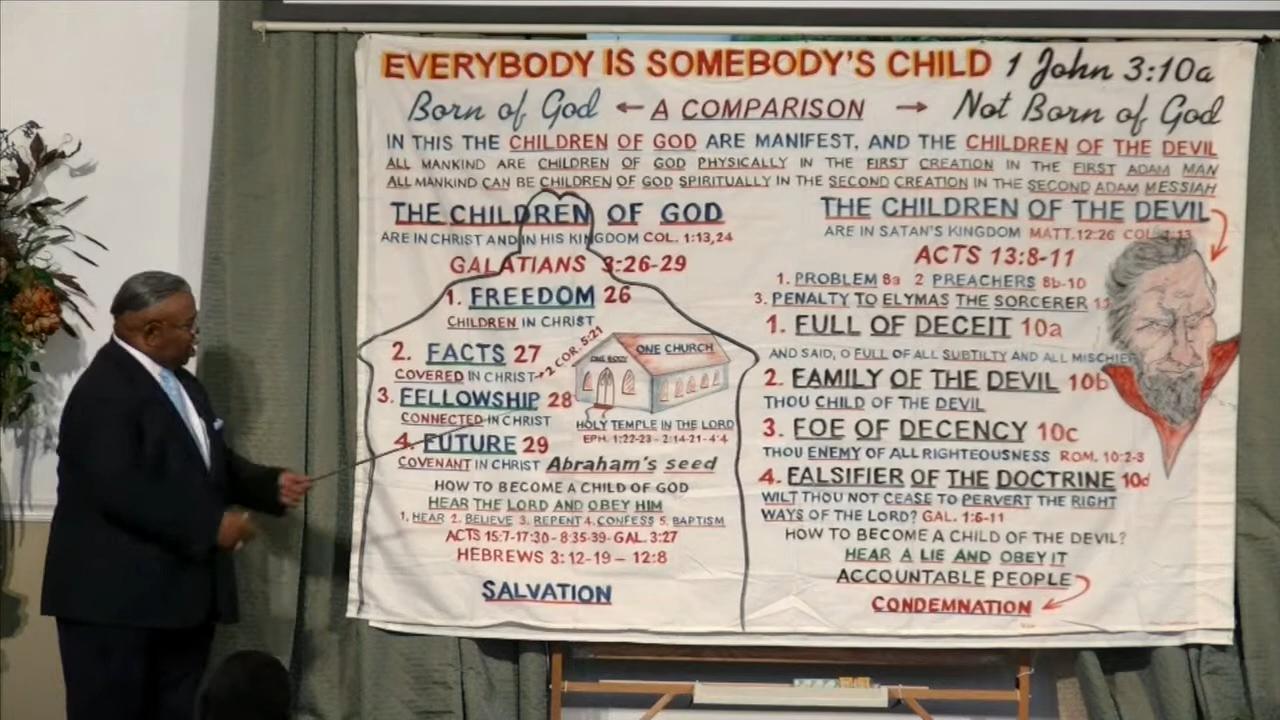 EVERYBODY IS SOMEBODY'S CHILD 1 John 3:10a
Born of God ← A COMPARISON → Not Born of God
IN THIS THE CHILDREN OF GOD ARE MANIFEST, AND THE CHILDREN OF THE DEVIL
ALL MANKIND ARE CHILDREN OF GOD PHYSICALLY IN THE FIRST CREATION IN THE FIRST ADAM MAN
ALL MANKIND CAN BE CHILDREN OF GOD SPIRITUALLY IN THE SECOND CREATION IN THE SECOND ADAM MESSIAH
THE CHILDREN OF GOD
ARE IN CHRIST AND IN HIS KINGDOM COL. 1:13,24
GALATIANS 3:26-29
1. FREEDOM 26
CHILDREN IN CHRIST
2. FACTS 27
COVERED IN CHRIST → 2 COR. 5:21
3. FELLOWSHIP 28
CONNECTED IN CHRIST
4. FUTURE 29
COVENANT IN CHRIST Abraham's seed
ONE BODY ONE CHURCH
HOLY TEMPLE IN THE LORD
EPH. 1:22-23 - 2:14-21 - 4:4
HOW TO BECOME A CHILD OF GOD
HEAR THE LORD AND OBEY HIM
1. HEAR 2. BELIEVE 3. REPENT 4. CONFESS 5. BAPTISM
ACTS 15:7-17:30 - 8:35-39 - GAL. 3:27
HEBREWS 3:12-19 – 12:8
SALVATION
THE CHILDREN OF THE DEVIL
ARE IN SATAN'S KINGDOM MATT. 12:26 COL. 1:13
ACTS 13:8-11
1. PROBLEM 8a 2 PREACHERS 8b-10
3. PENALTY TO ELYMAS THE SORCERER 11
1. FULL OF DECEIT 10a
AND SAID, O FULL OF ALL SUBTILTY AND ALL MISCHIEF
2. FAMILY OF THE DEVIL 10b
THOU CHILD OF THE DEVIL
3. FOE OF DECENCY 10c
THOU ENEMY OF ALL RIGHTEOUSNESS ROM. 10:2-3
4. FALSIFIER OF THE DOCTRINE 10d
WILT THOU NOT CEASE TO PERVERT THE RIGHT
WAYS OF THE LORD? GAL. 1:6-11
HOW TO BECOME A CHILD OF THE DEVIL?
HEAR A LIE AND OBEY IT
ACCOUNTABLE PEOPLE
CONDEMNATION